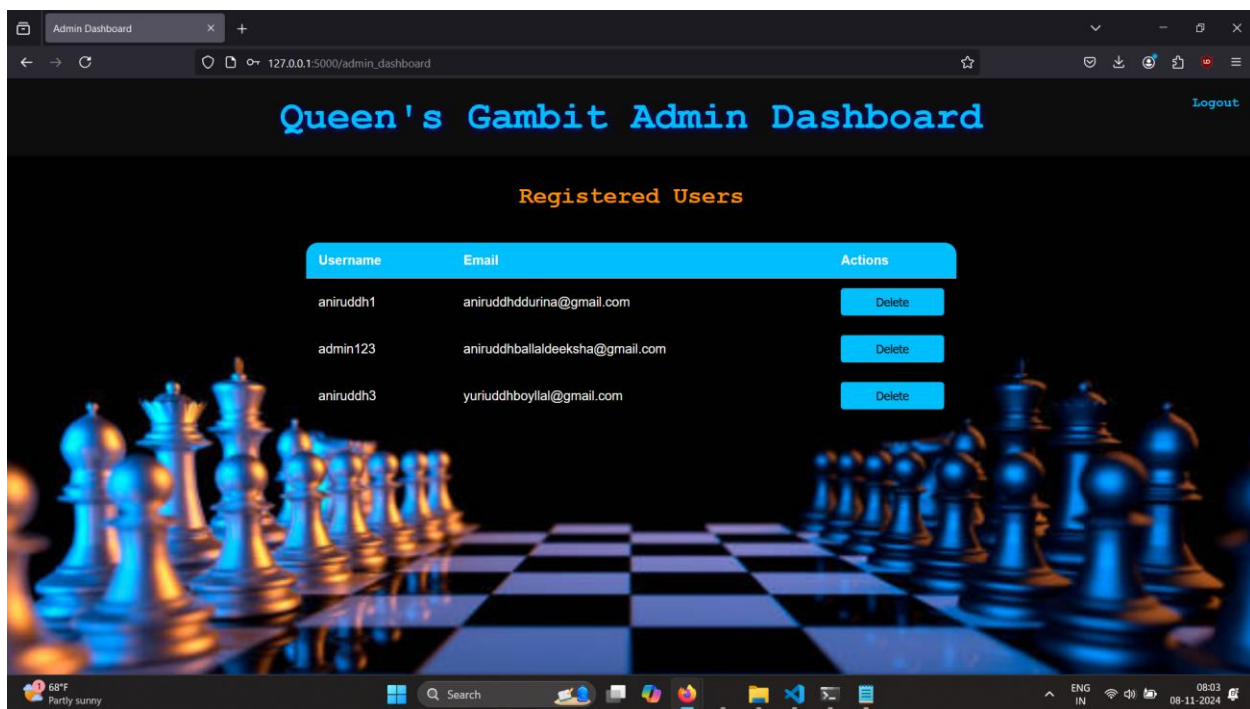 Admin Dashboard
127.0.0.1:5000/admin_dashboard
Queen's Gambit Admin Dashboard
Logout
Registered Users
Username Email Actions
aniruddh1 aniruddhddurina@gmail.com Delete
admin123 aniruddhballaldeeksha@gmail.com Delete
aniruddh3 yuriuddhboyllal@gmail.com Delete
1 68°F
Partly sunny
Search
ENG
IN
08:03
08-11-2024